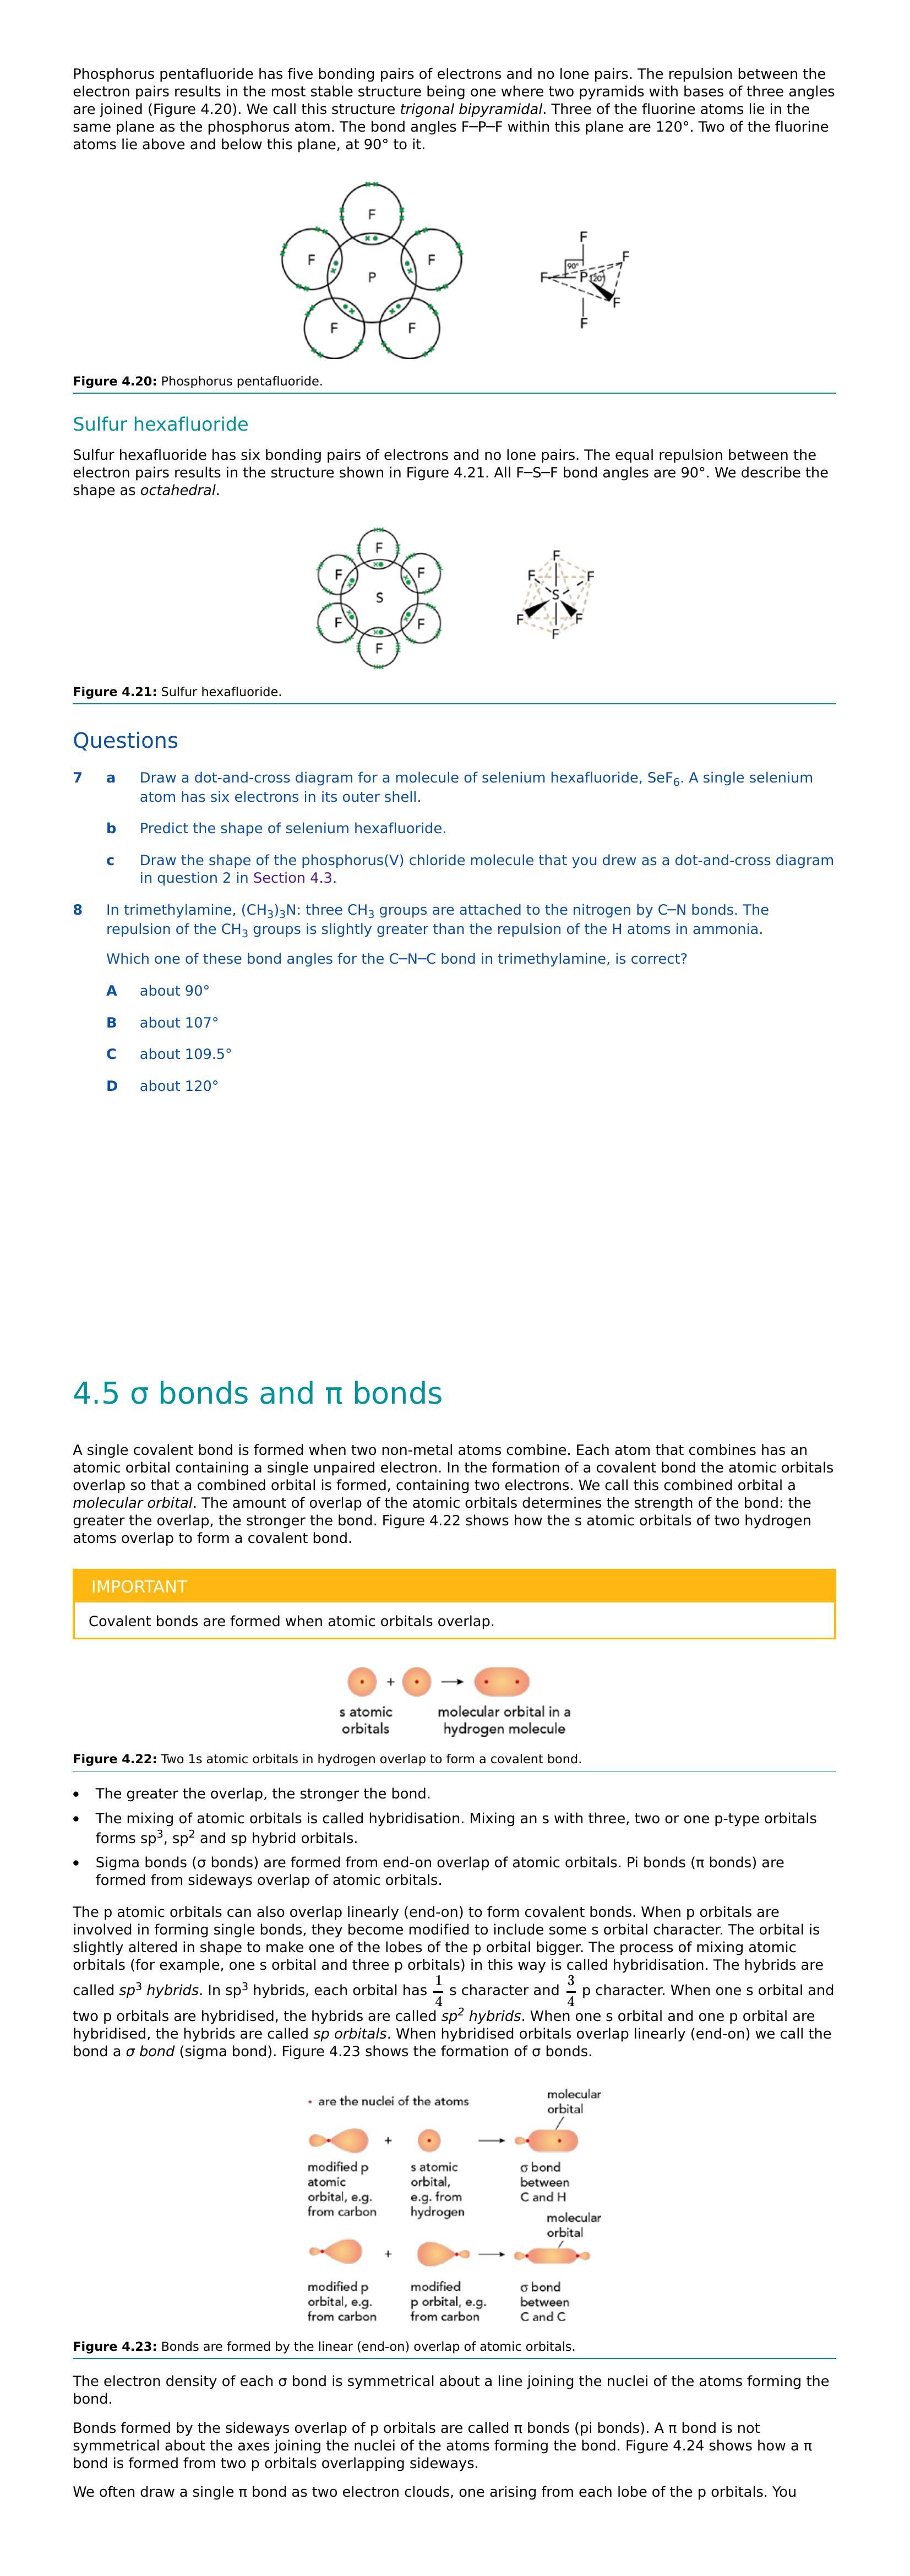 Phosphorus pentafluoride has five bonding pairs of electrons and no lone pairs. The repulsion between the
electron pairs results in the most stable structure being one where two pyramids with bases of three angles
are joined (Figure 4.20). We call this structure trigonal bipyramidal. Three of the fluorine atoms lie in the
same plane as the phosphorus atom. The bond angles F—P—F within this plane are 120°. Two of the fluorine
atoms lie above and below this plane, at 90° to it.
F
F F
P
F F
F
F
90°
F P 120°
F
F
Figure 4.20: Phosphorus pentafluoride.
Sulfur hexafluoride
Sulfur hexafluoride has six bonding pairs of electrons and no lone pairs. The equal repulsion between the
electron pairs results in the structure shown in Figure 4.21. All F—S—F bond angles are 90°. We describe the
shape as octahedral.
F
F F
S
F F
F
F
F F
S
F F
F
Figure 4.21: Sulfur hexafluoride.
Questions
7 a Draw a dot-and-cross diagram for a molecule of selenium hexafluoride, SeF₆. A single selenium
atom has six electrons in its outer shell.
b Predict the shape of selenium hexafluoride.
c Draw the shape of the phosphorus(V) chloride molecule that you drew as a dot-and-cross diagram
in question 2 in Section 4.3.
8 In trimethylamine, (CH₃)₃N: three CH₃ groups are attached to the nitrogen by C—N bonds. The
repulsion of the CH₃ groups is slightly greater than the repulsion of the H atoms in ammonia.
Which one of these bond angles for the C—N—C bond in trimethylamine, is correct?
A about 90°
B about 107°
C about 109.5°
D about 120°
4.5 σ bonds and π bonds
A single covalent bond is formed when two non-metal atoms combine. Each atom that combines has an
atomic orbital containing a single unpaired electron. In the formation of a covalent bond the atomic orbitals
overlap so that a combined orbital is formed, containing two electrons. We call this combined orbital a
molecular orbital. The amount of overlap of the atomic orbitals determines the strength of the bond: the
greater the overlap, the stronger the bond. Figure 4.22 shows how the s atomic orbitals of two hydrogen
atoms overlap to form a covalent bond.
IMPORTANT
Covalent bonds are formed when atomic orbitals overlap.
+ →
s atomic molecular orbital in a
orbitals hydrogen molecule
Figure 4.22: Two 1s atomic orbitals in hydrogen overlap to form a covalent bond.
• The greater the overlap, the stronger the bond.
• The mixing of atomic orbitals is called hybridisation. Mixing an s with three, two or one p-type orbitals
forms sp³, sp² and sp hybrid orbitals.
• Sigma bonds (σ bonds) are formed from end-on overlap of atomic orbitals. Pi bonds (π bonds) are
formed from sideways overlap of atomic orbitals.
The p atomic orbitals can also overlap linearly (end-on) to form covalent bonds. When p orbitals are
involved in forming single bonds, they become modified to include some s orbital character. The orbital is
slightly altered in shape to make one of the lobes of the p orbital bigger. The process of mixing atomic
orbitals (for example, one s orbital and three p orbitals) in this way is called hybridisation. The hybrids are
called sp³ hybrids. In sp³ hybrids, each orbital has 1/4 s character and 3/4 p character. When one s orbital and
two p orbitals are hybridised, the hybrids are called sp² hybrids. When one s orbital and one p orbital are
hybridised, the hybrids are called sp orbitals. When hybridised orbitals overlap linearly (end-on) we call the
bond a σ bond (sigma bond). Figure 4.23 shows the formation of σ bonds.
• are the nuclei of the atoms
molecular
orbital
+ →
modified p s atomic σ bond
atomic orbital, between
orbital, e.g. e.g. from C and H
from carbon hydrogen
molecular
orbital
+ →
modified p modified σ bond
orbital, e.g. p orbital, e.g. between
from carbon from carbon C and C
Figure 4.23: Bonds are formed by the linear (end-on) overlap of atomic orbitals.
The electron density of each σ bond is symmetrical about a line joining the nuclei of the atoms forming the
bond.
Bonds formed by the sideways overlap of p orbitals are called π bonds (pi bonds). A π bond is not
symmetrical about the axes joining the nuclei of the atoms forming the bond. Figure 4.24 shows how a π
bond is formed from two p orbitals overlapping sideways.
We often draw a single π bond as two electron clouds, one arising from each lobe of the p orbitals. You